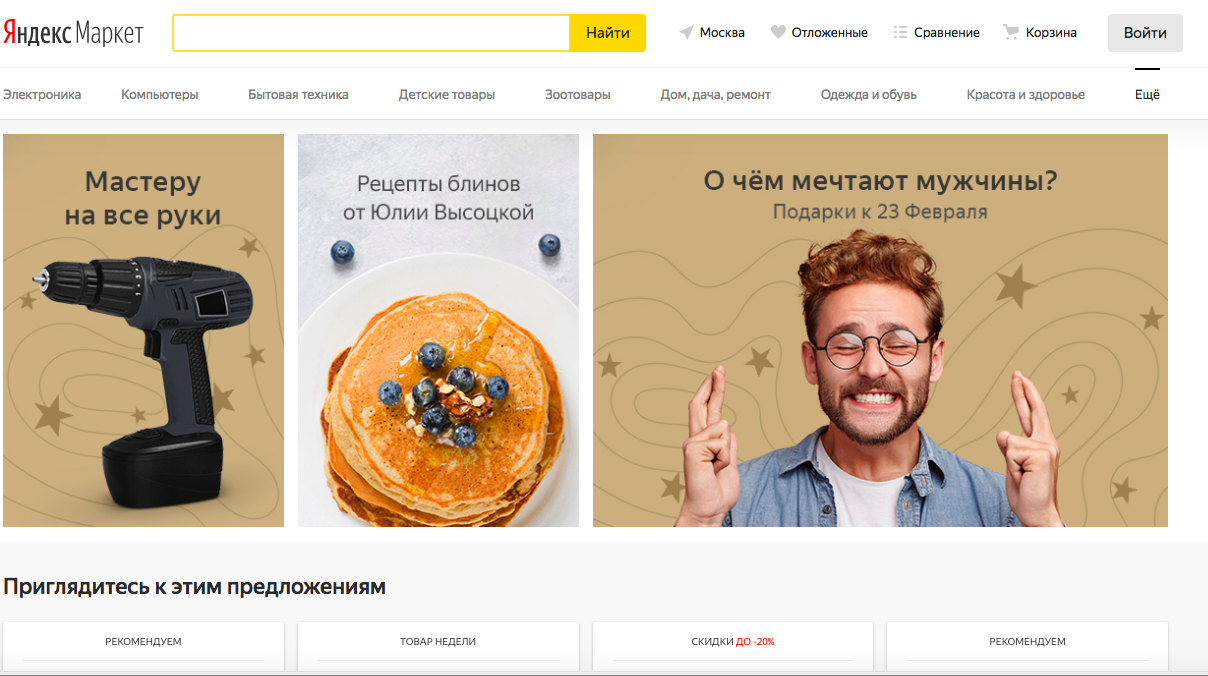 Яндекс Маркет
Найти
Москва
Отложенные
Сравнение
Корзина
Войти
Электроника
Компьютеры
Бытовая техника
Детские товары
Зоотовары
Дом, дача, ремонт
Одежда и обувь
Красота и здоровье
Ещё
Мастеру
на все руки
Рецепты блинов
от Юлии Высоцкой
О чём мечтают мужчины?
Подарки к 23 Февраля
Приглядитесь к этим предложениям
РЕКОМЕНДУЕМ
ТОВАР НЕДЕЛИ
СКИДКИ ДО -20%
РЕКОМЕНДУЕМ